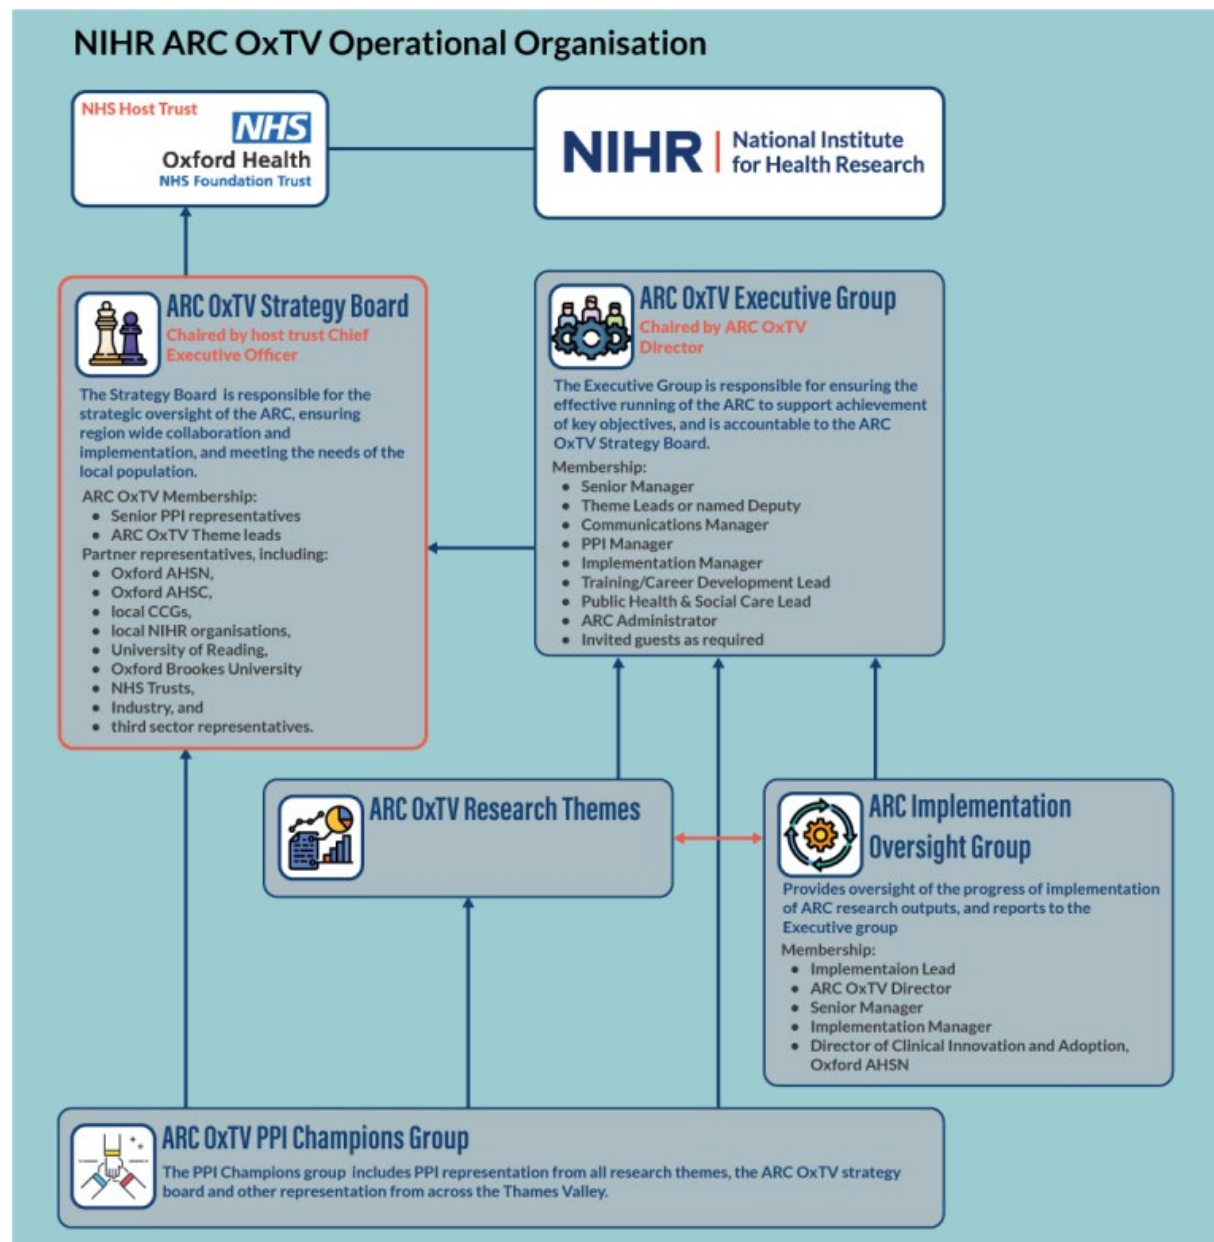 NIHR ARC OxTV Operational Organisation
NHS Host Trust
NHS
Oxford Health
NHS Foundation Trust
NIHR | National Institute
for Health Research
ARC OxTV Strategy Board
Chaired by host trust Chief
Executive Officer
The Strategy Board is responsible for the
strategic oversight of the ARC, ensuring
region wide collaboration and
implementation, and meeting the needs of the
local population.
ARC OxTV Membership:
• Senior PPI representatives
• ARC OxTV Theme leads
Partner representatives, including:
• Oxford AHSN,
• Oxford AHSC,
• local CCGs,
• local NIHR organisations,
• University of Reading,
• Oxford Brookes University
• NHS Trusts,
• Industry, and
• third sector representatives.
ARC OxTV Executive Group
Chaired by ARC OxTV
Director
The Executive Group is responsible for ensuring the
effective running of the ARC to support achievement
of key objectives, and is accountable to the ARC
OxTV Strategy Board.
Membership:
• Senior Manager
• Theme Leads or named Deputy
• Communications Manager
• PPI Manager
• Implementation Manager
• Training/Career Development Lead
• Public Health & Social Care Lead
• ARC Administrator
• Invited guests as required
ARC OxTV Research Themes
ARC Implementation
Oversight Group
Provides oversight of the progress of implementation
of ARC research outputs, and reports to the
Executive group
Membership:
• Implementaion Lead
• ARC OxTV Director
• Senior Manager
• Implementation Manager
• Director of Clinical Innovation and Adoption,
Oxford AHSN
ARC OxTV PPI Champions Group
The PPI Champions group includes PPI representation from all research themes, the ARC OxTV strategy
board and other representation from across the Thames Valley.